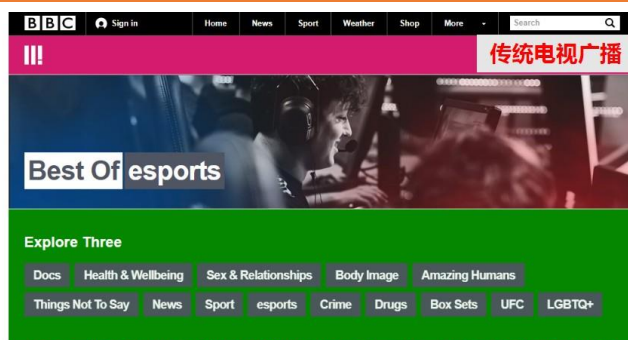 BBC Sign in Home News Sport Weather Shop More Search
传统电视广播
Best Of esports
Explore Three
Docs Health & Wellbeing Sex & Relationships Body Image Amazing Humans
Things Not To Say News Sport esports Crime Drugs Box Sets UFC LGBTQ+